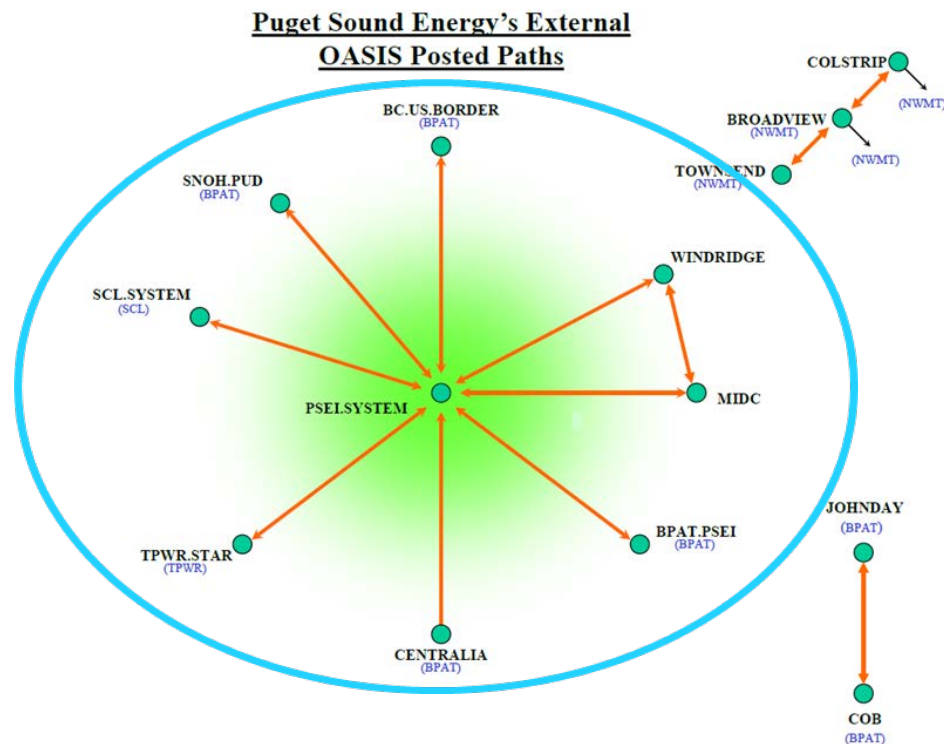 Puget Sound Energy's External
OASIS Posted Paths
COLSTRIP
(NWMT)
BROADVIEW
(NWMT)
(NWMT)
TOWNSEND
(NWMT)
BC.US.BORDER
(BPAT)
SNOH.PUD
(BPAT)
WINDRIDGE
SCL.SYSTEM
(SCL)
PSEI.SYSTEM
MIDC
JOHNDAY
(BPAT)
BPAT.PSEI
(BPAT)
TPWR.STAR
(TPWR)
CENTRALIA
(BPAT)
COB
(BPAT)